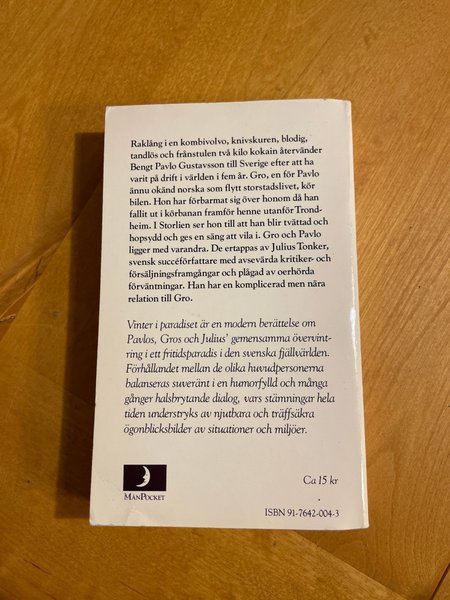 Raklång i en kombivolvo, knivskuren, blodig,
tandlös och frånstulen två kilo kokain återvänder
Bengt Pavlo Gustavsson till Sverige efter att ha
varit på drift i världen i fem år. Gro, en för Pavlo
ännu okänd norska som flytt storstadslivet, kör
bilen. Hon har förbarmat sig över honom då han
fallit ut i körbanan framför henne utanför Trond-
heim. I Storlien ser hon till att han blir tvättad och
hopsydd och ges en säng att vila i. Gro och Pavlo
ligger med varandra. De ertappas av Julius Tonker,
svensk succéförfattare med avsevärda kritiker- och
försäljningsframgångar och plågad av oerhörda
förväntningar. Han har en komplicerad men nära
relation till Gro.
Vinter i paradiset är en modern berättelse om
Pavlos, Gros och Julius' gemensamma övervint-
ring i ett fritidsparadis i den svenska fjällvärlden.
Förhållandet mellan de olika huvudpersonerna
balanseras suveränt i en humorfylld och många
gånger halsbrytande dialog, vars stämningar hela
tiden understryks av njutbara och träffsäkra
ögonblicksbilder av situationer och miljöer.
MånPocket
Ca 15 kr
ISBN 91-7642-004-3